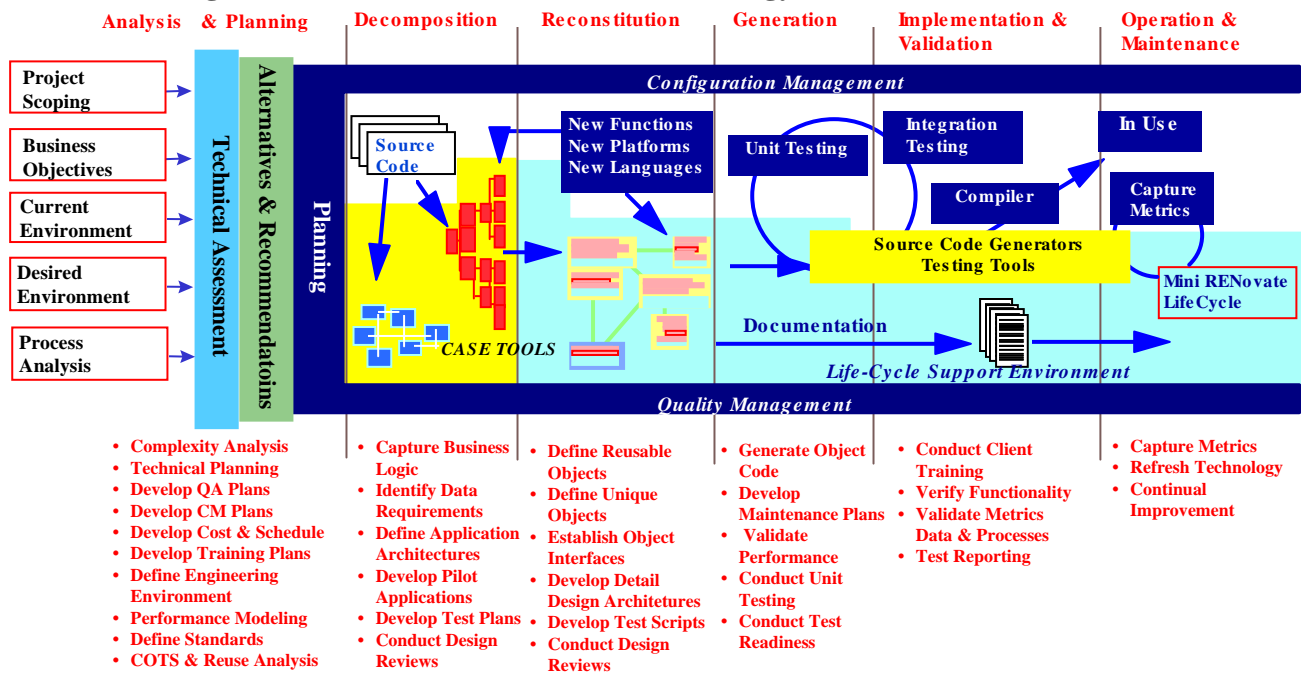 Analysis & Planning
Decomposition
Reconstitution
Generation
Implementation &
Validation
Operation &
Maintenance
Project
Scoping
Business
Objectives
Current
Environment
Desired
Environment
Process
Analysis
Technical Assessment
Alternatives & Recommendatoins
Planning
Configuration Management
Source
Code
New Functions
New Platforms
New Languages
Unit Testing
Integration
Testing
Compiler
In Use
Capture
Metrics
Source Code Generators
Testing Tools
Mini RENovate
LifeCycle
Documentation
CASE TOOLS
Life-Cycle Support Environment
Quality Management
• Complexity Analysis
• Technical Planning
• Develop QA Plans
• Develop CM Plans
• Develop Cost & Schedule
• Develop Training Plans
• Define Engineering
Environment
• Performance Modeling
• Define Standards
• COTS & Reuse Analysis
• Capture Business
Logic
• Identify Data
Requirements
• Define Application
Architectures
• Develop Pilot
Applications
• Develop Test Plans
• Conduct Design
Reviews
• Define Reusable
Objects
• Define Unique
Objects
• Establish Object
Interfaces
• Develop Detail
Design Architetures
• Develop Test Scripts
• Conduct Design
Reviews
• Generate Object
Code
• Develop
Maintenance Plans
• Validate
Performance
• Conduct Unit
Testing
• Conduct Test
Readiness
• Conduct Client
Training
• Verify Functionality
• Validate Metrics
Data & Processes
• Test Reporting
• Capture Metrics
• Refresh Technology
• Continual
Improvement